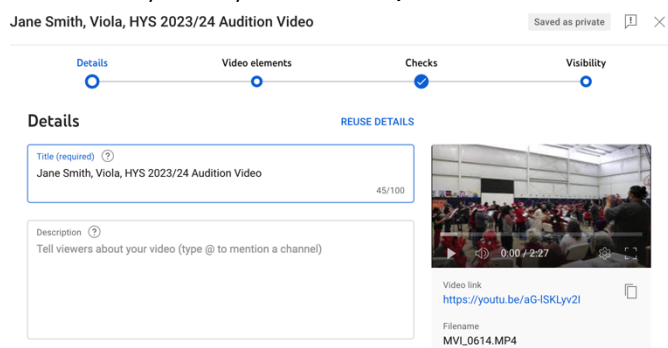 Jane Smith, Viola, HYS 2023/24 Audition Video
Saved as private
Details
Video elements
Checks
Visibility
Details
REUSE DETAILS
Title (required)
Jane Smith, Viola, HYS 2023/24 Audition Video
45/100
Description
Tell viewers about your video (type @ to mention a channel)
0:00 / 2:27
Video link
https://youtu.be/aG-lSKLyv2I
Filename
MVI_0614.MP4